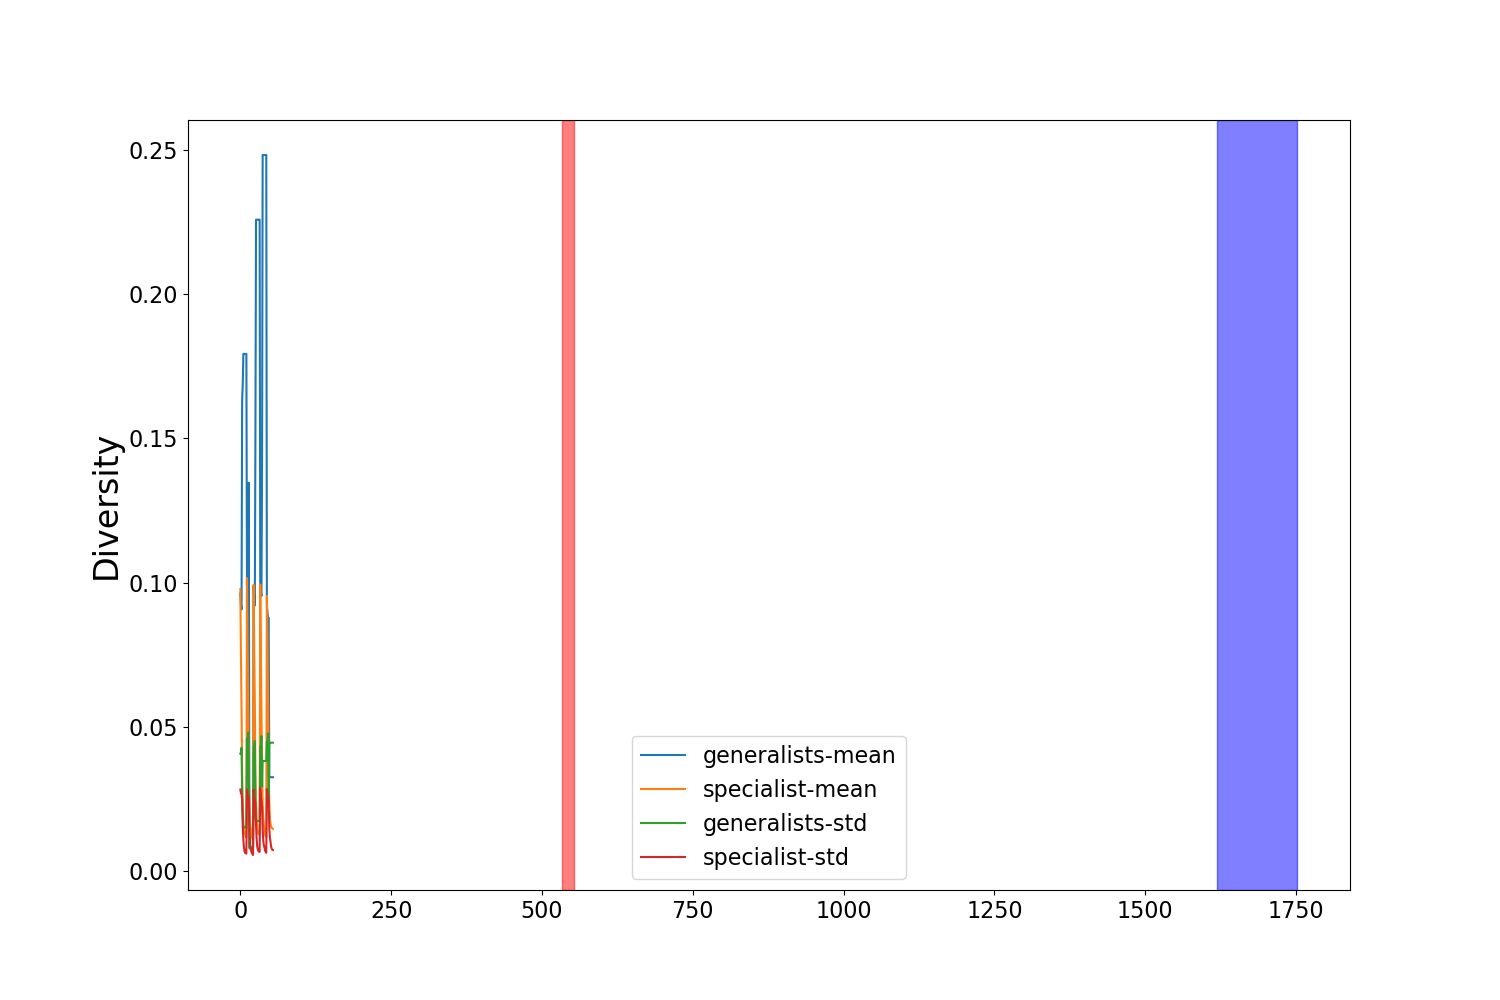 Diversity
0.25
0.20
0.15
0.10
0.05
0.00
0 250 500 750 1000 1250 1500 1750
generalists-mean
specialist-mean
generalists-std
specialist-std